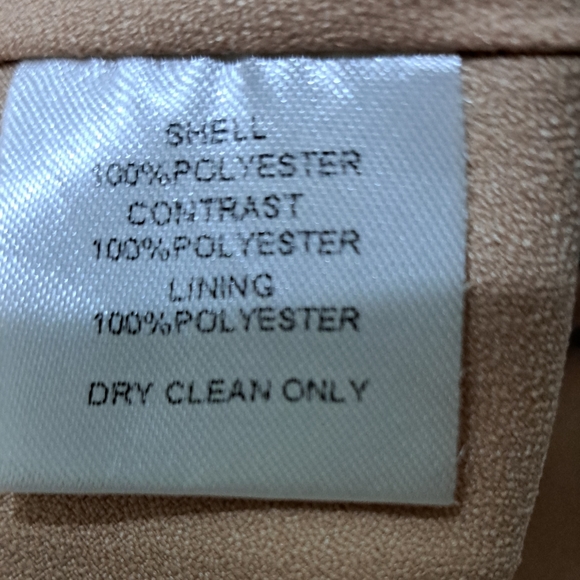 SHELL
100%POLYESTER
CONTRAST
100%POLYESTER
LINING
100%POLYESTER
DRY CLEAN ONLY